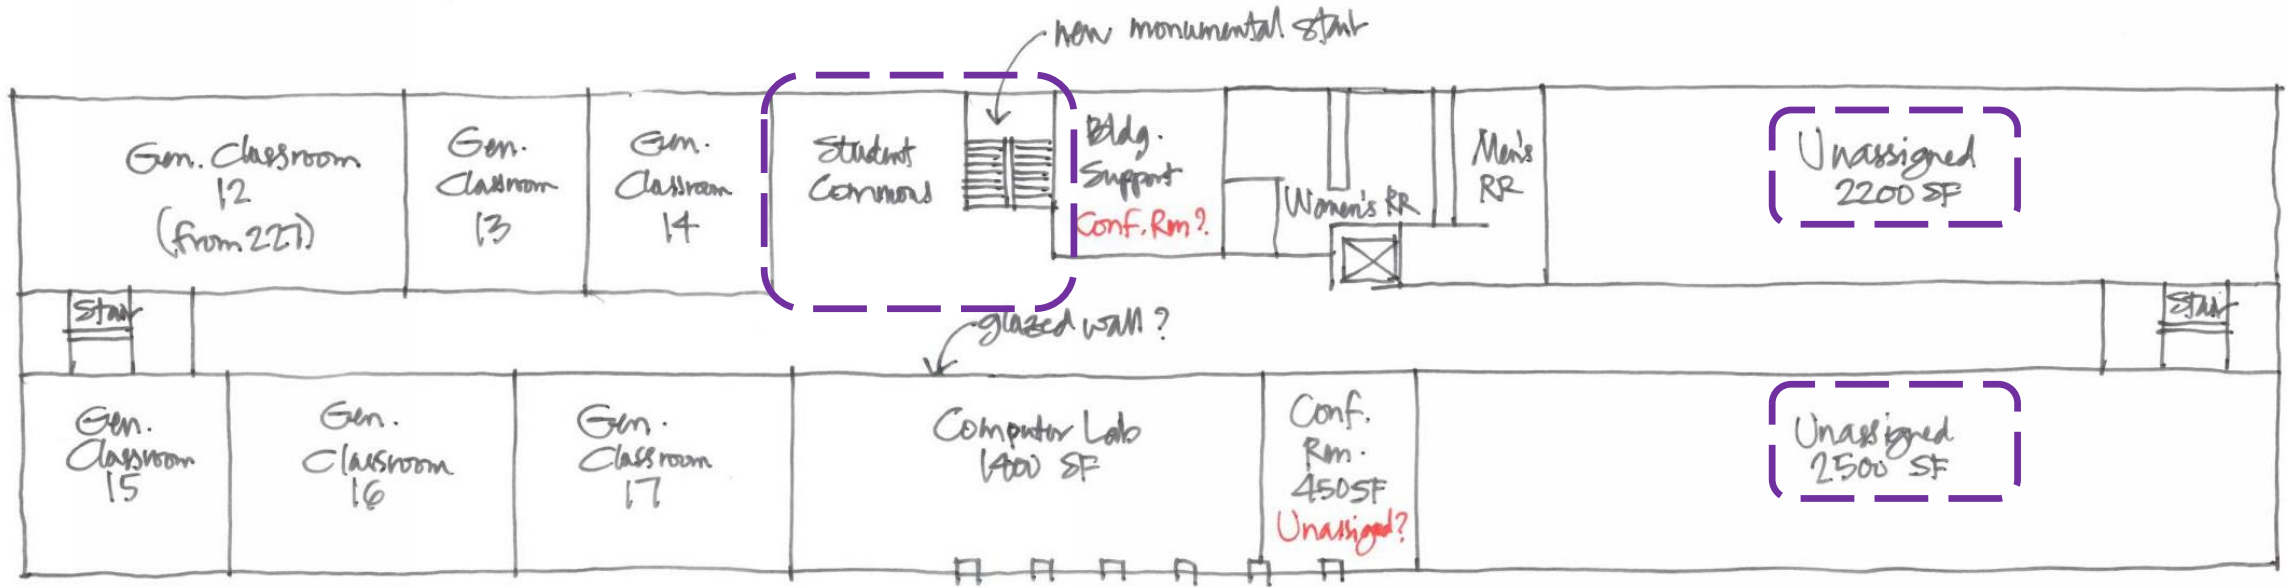 new monumental stair
Gen. Classroom
12
(from 227)
Gen.
Classroom
13
Gen.
Classroom
14
Student
Commons
Bldg.
Support
Conf. Rm?
Women's RR
Men's
RR
Unassigned
2200 SF
Stair
glazed wall?
Stair
Gen.
Classroom
15
Gen.
Classroom
16
Gen.
Classroom
17
Computer Lab
1400 SF
Conf.
Rm.
450SF
Unassigned?
Unassigned
2500 SF